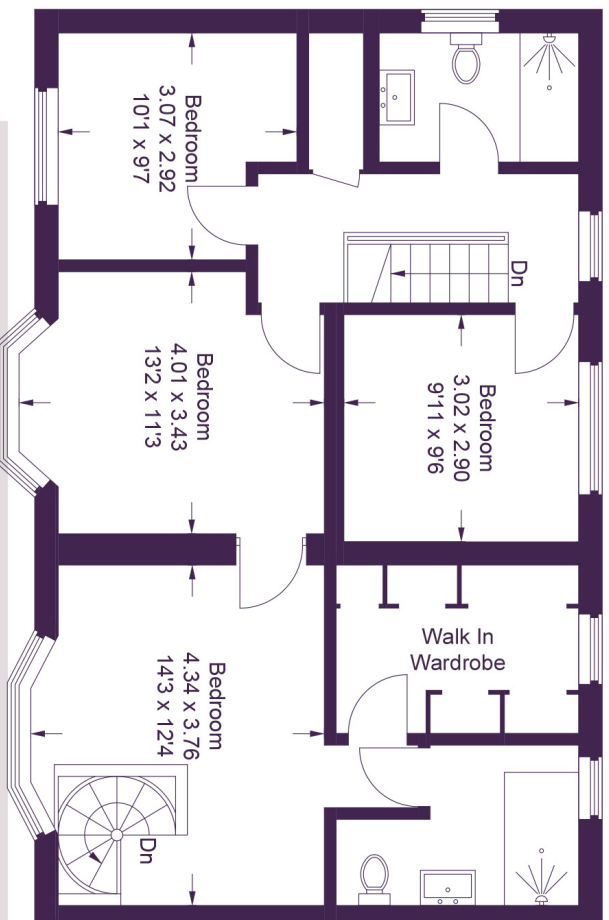 Bedroom
3.07 x 2.92
10'1 x 9'7
Dn
Bedroom
4.01 x 3.43
13'2 x 11'3
Bedroom
3.02 x 2.90
9'11 x 9'6
Walk In
Wardrobe
Bedroom
4.34 x 3.76
14'3 x 12'4
Dn